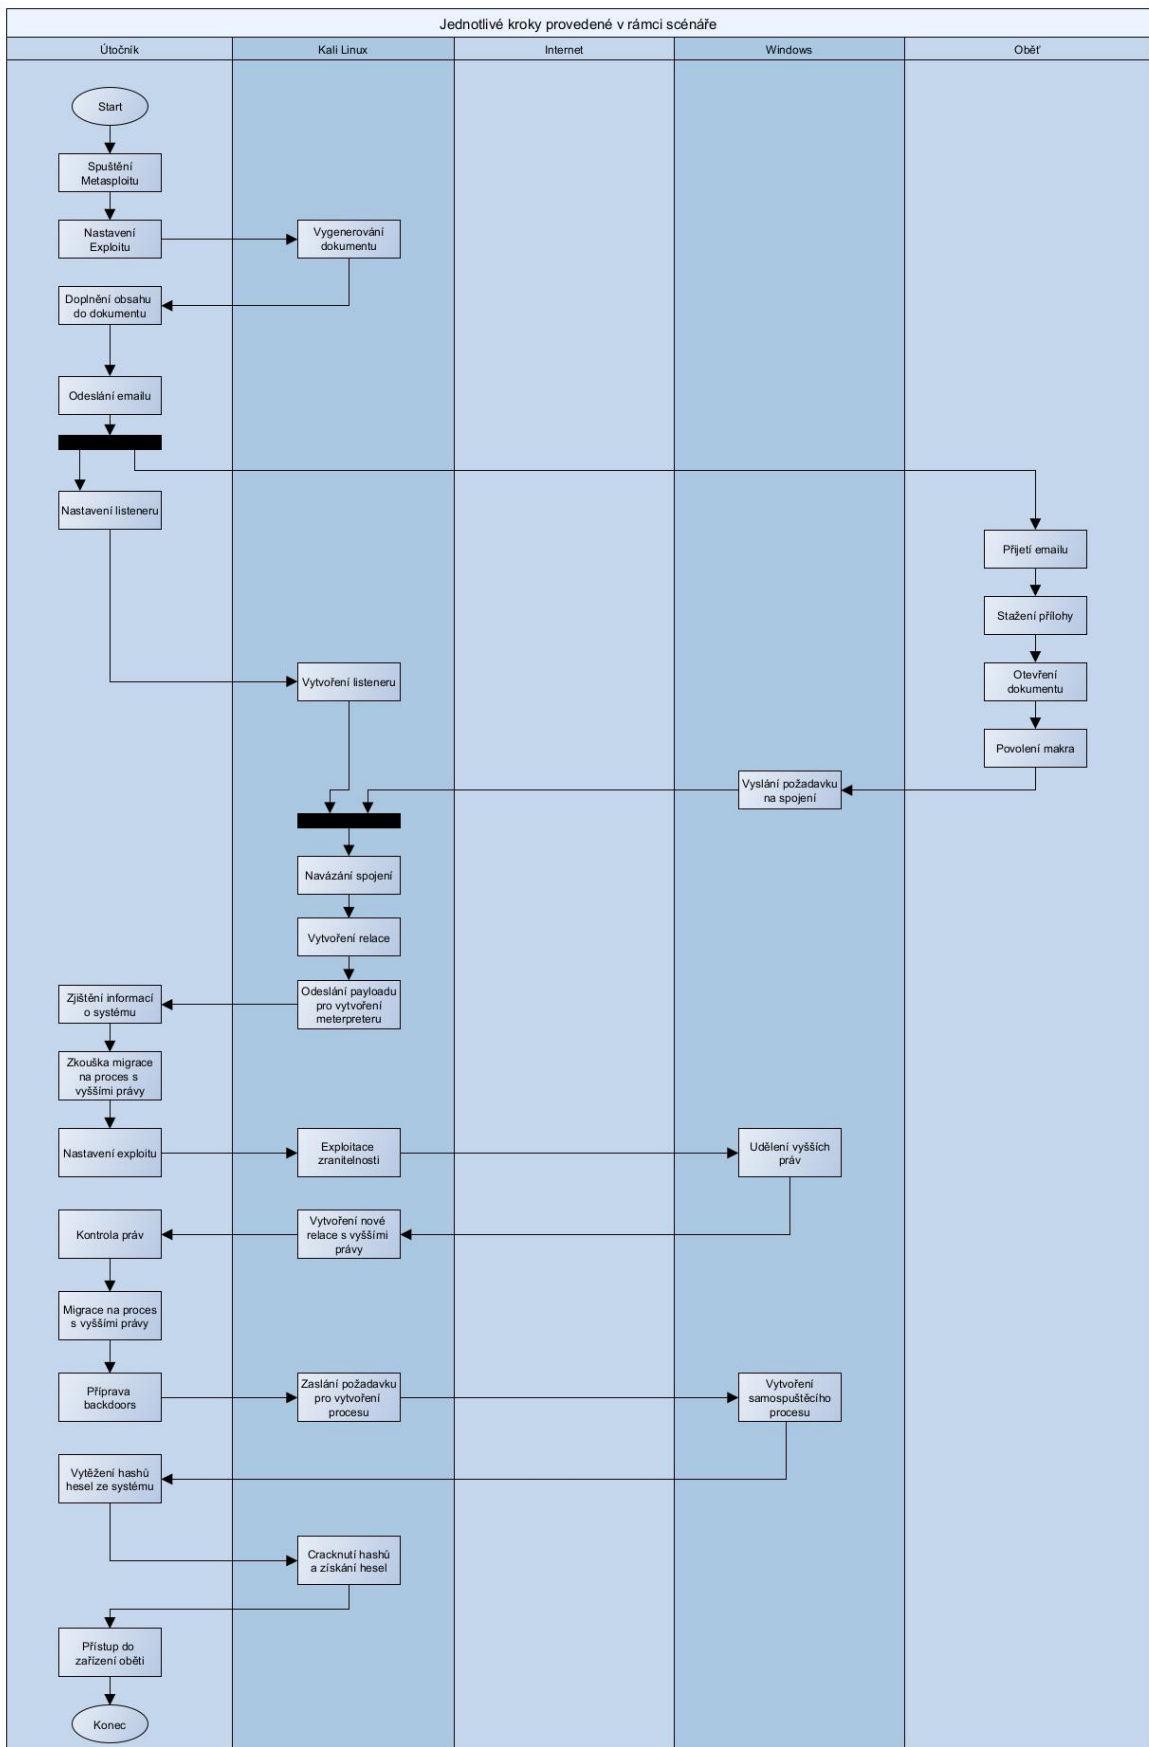 Jednotlivé kroky provedené v rámci scénáře
Útočník
Kali Linux
Internet
Windows
Oběť
Start
Spuštění
Metasploitu
Nastavení
Exploitu
Vygenerování
dokumentu
Doplnění obsahu
do dokumentu
Odeslání emailu
Nastavení listeneru
Přijetí emailu
Stažení přílohy
Otevření
dokumentu
Povolení makra
Vytvoření listeneru
Vyslání požadavku
na spojení
Navázání spojení
Vytvoření relace
Odeslání payloadu
pro vytvoření
meterpreteru
Zjištění informací
o systému
Zkouška migrace
na proces s
vyššími právy
Nastavení exploitu
Exploitace
zranitelnosti
Udělení vyšších
práv
Vytvoření nové
relace s vyššími
právy
Kontrola práv
Migrace na proces
s vyššími právy
Příprava
backdoors
Zaslání požadavku
pro vytvoření
procesu
Vytvoření
samospuštěcího
procesu
Vytěžení hashů
hesel ze systému
Cracknutí hashů
a získání hesel
Přístup do
zařízení oběti
Konec